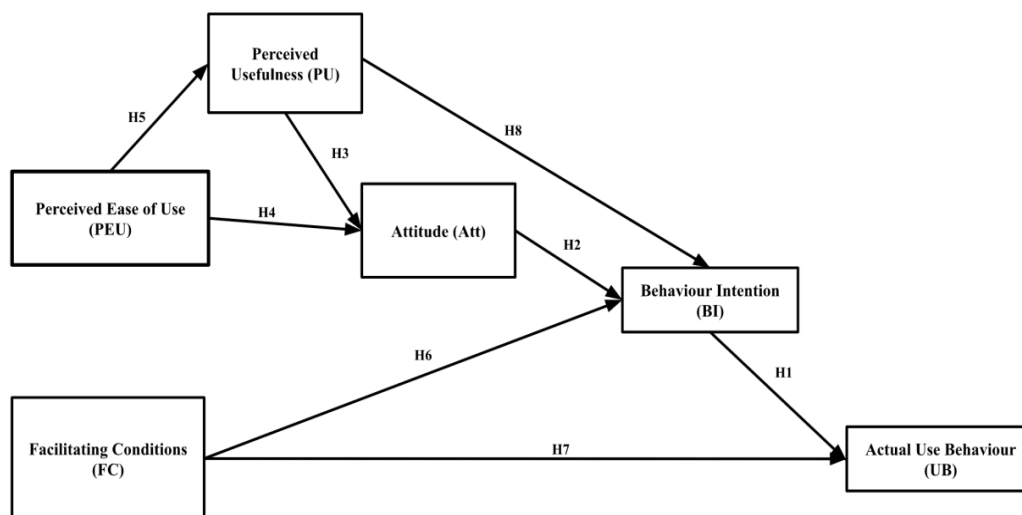 Perceived
Usefulness (PU)
H5
H8
H3
Perceived Ease of Use
(PEU)
H4
Attitude (Att)
H2
Behaviour Intention
(BI)
H6
H1
Facilitating Conditions
(FC)
H7
Actual Use Behaviour
(UB)